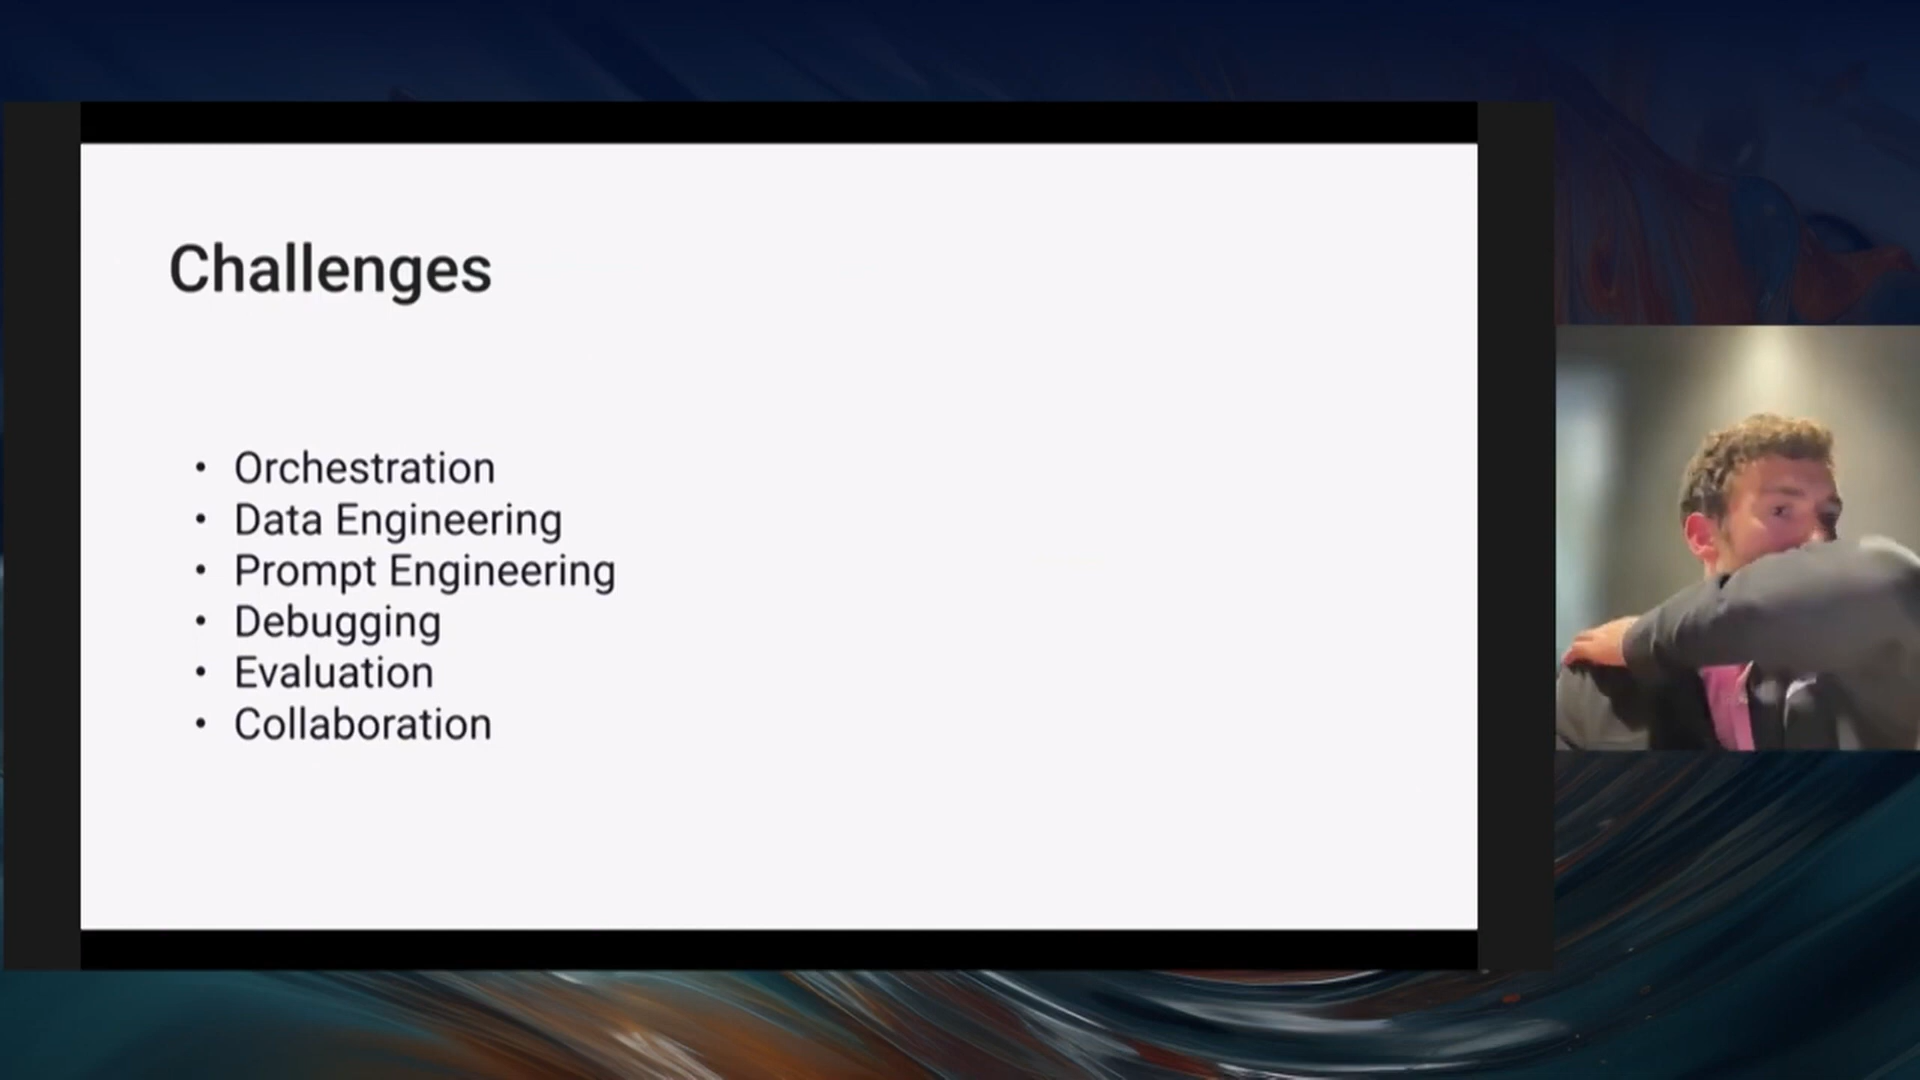 Challenges
• Orchestration
• Data Engineering
• Prompt Engineering
• Debugging
• Evaluation
• Collaboration